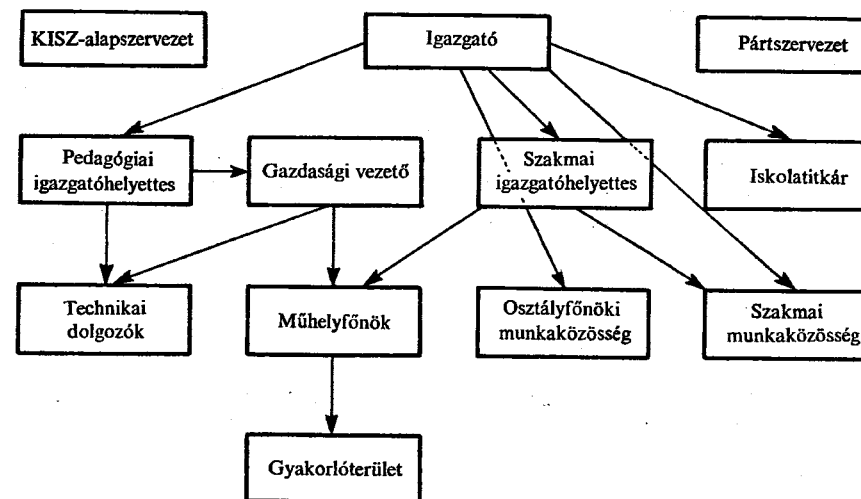 KISZ-alapszervezet
Igazgató
Pártszervezet
Pedagógiai
igazgatóhelyettes
Gazdasági vezető
Szakmai
igazgatóhelyettes
Iskolatitkár
Technikai
dolgozók
Műhelyfőnök
Osztályfőnöki
munkaközösség
Szakmai
munkaközösség
Gyakorlóterület